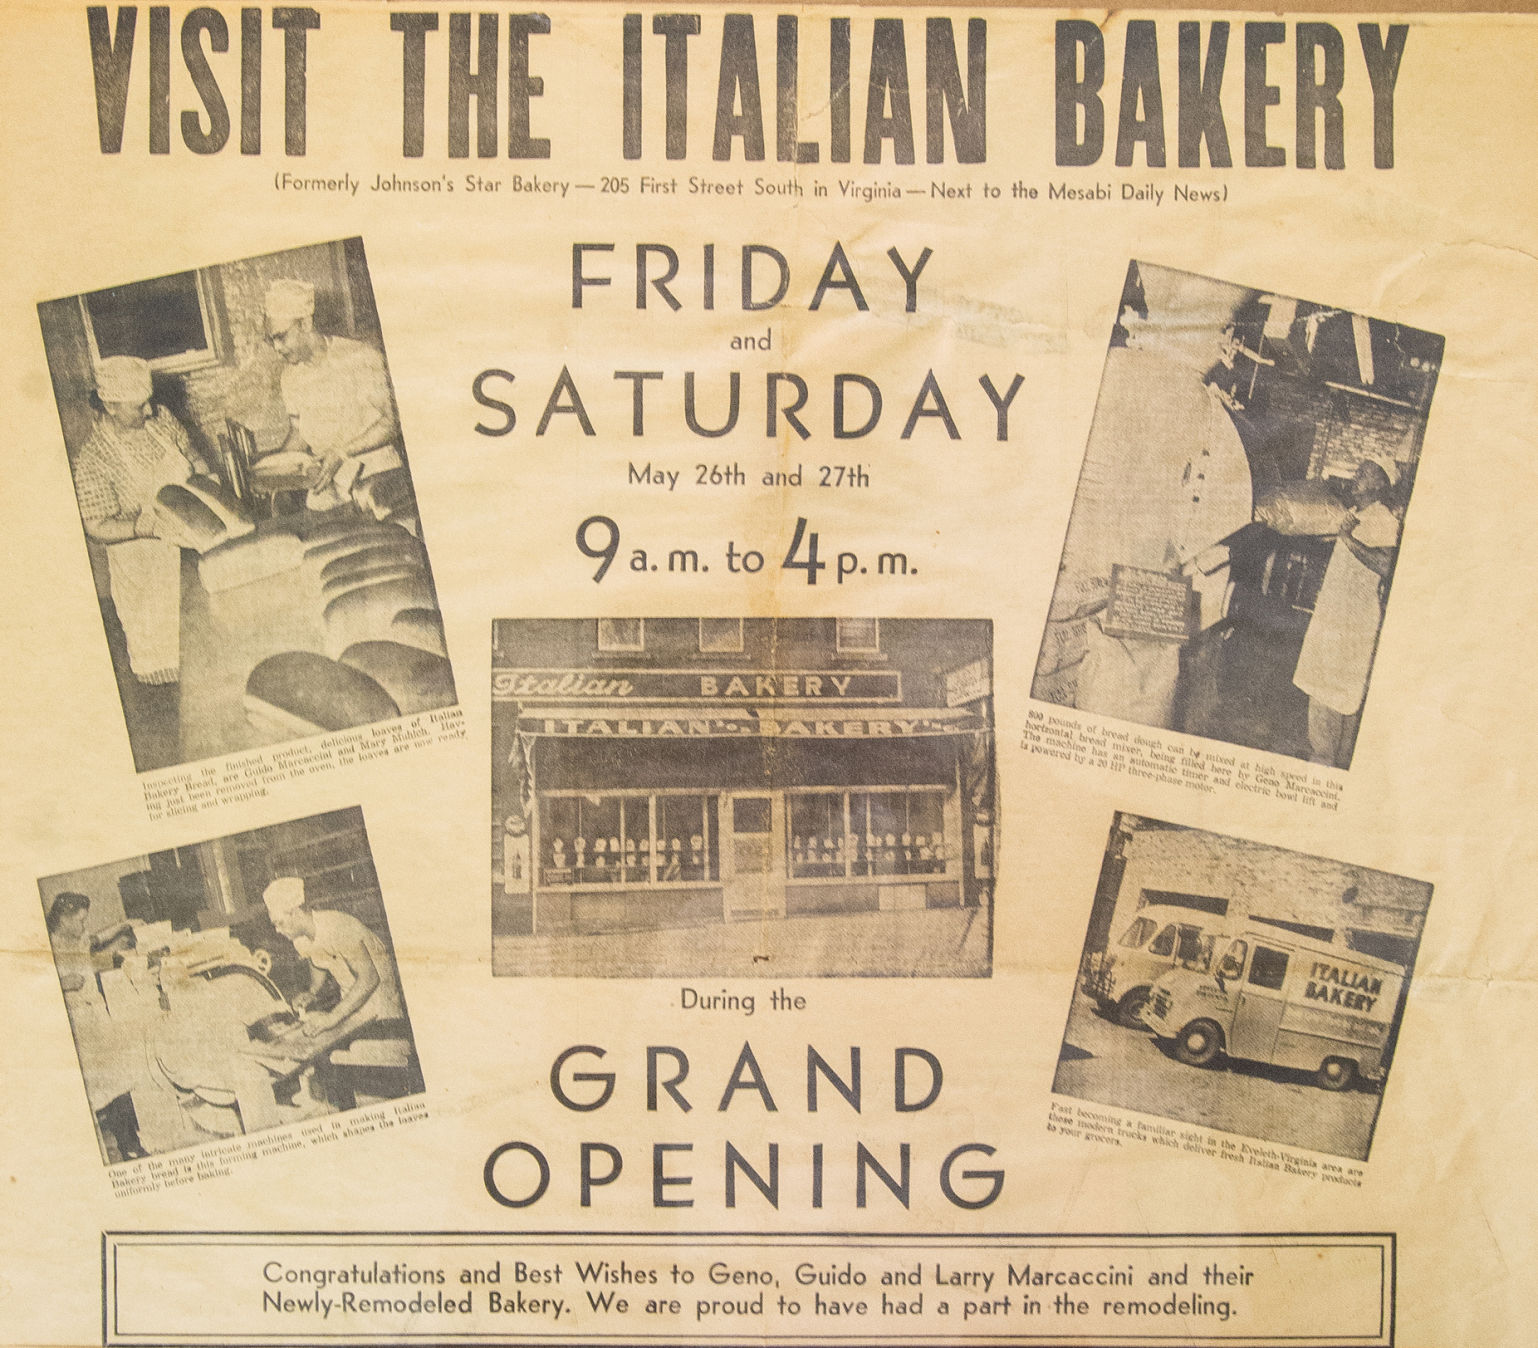 VISIT THE ITALIAN BAKERY
(Formerly Johnson's Star Bakery — 205 First Street South in Virginia — Next to the Mesabi Daily News)
FRIDAY
and
SATURDAY
May 26th and 27th
9 a. m. to 4 p. m.
Italian BAKERY
ITALIAN BAKERY
Inspecting the finished product, delicious loaves of Italian
Bakery Bread, are Guido Marcaccini and Mary Muhich. Hav-
ing just been removed from the oven, the loaves are now ready
for slicing and wrapping.
800 pounds of bread dough can be mixed at high speed in this
horizontal bread mixer, being filled here by Geno Marcaccini.
The machine has an automatic timer and electric bowl lift and
is powered by a 20 HP three-phase motor.
ITALIAN
BAKERY
One of the many intricate machines used in making Italian
Bakery bread is this forming machine, which shapes the loaves
uniformly before baking.
Fast becoming a familiar sight in the Eveleth-Virginia area are
these modern trucks which deliver fresh Italian Bakery products
to your grocers.
During the
GRAND
OPENING
Congratulations and Best Wishes to Geno, Guido and Larry Marcaccini and their
Newly-Remodeled Bakery. We are proud to have had a part in the remodeling.